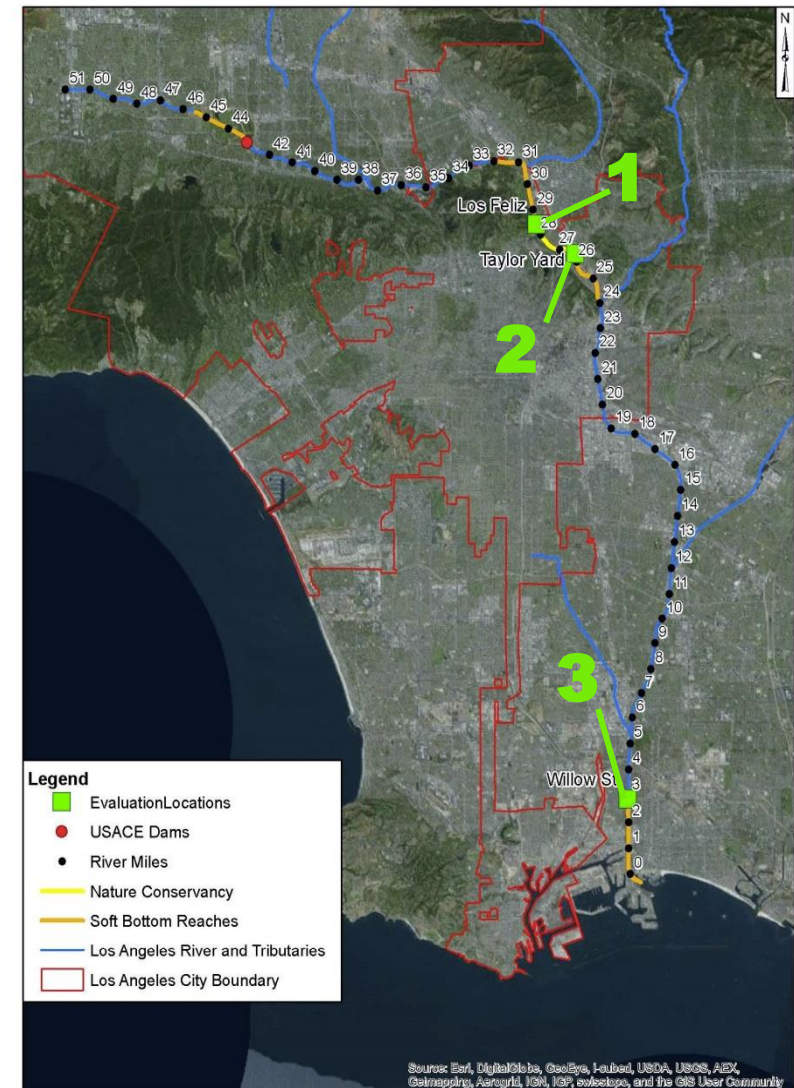 N
51 50 49 48 47 46 45 44 42 41 40 39 38 37 36 35 34 33 32 31
30
29
Los Feliz
28
1
27
26
Taylor Yard
25
24
2
23
22
21
20
19 18
17
16
15
14
13
12
11
10
9
8
3
7
6
5
4
Willow St
3
2
1
0
Legend
EvaluationLocations
USACE Dams
River Miles
Nature Conservancy
Soft Bottom Reaches
Los Angeles River and Tributaries
Los Angeles City Boundary
Source: Esri, DigitalGlobe, GeoEye, i-cubed, USDA, USGS, AEX,
Getmapping, Aerogrid, IGN, IGP, swisstopo, and the GIS User Community